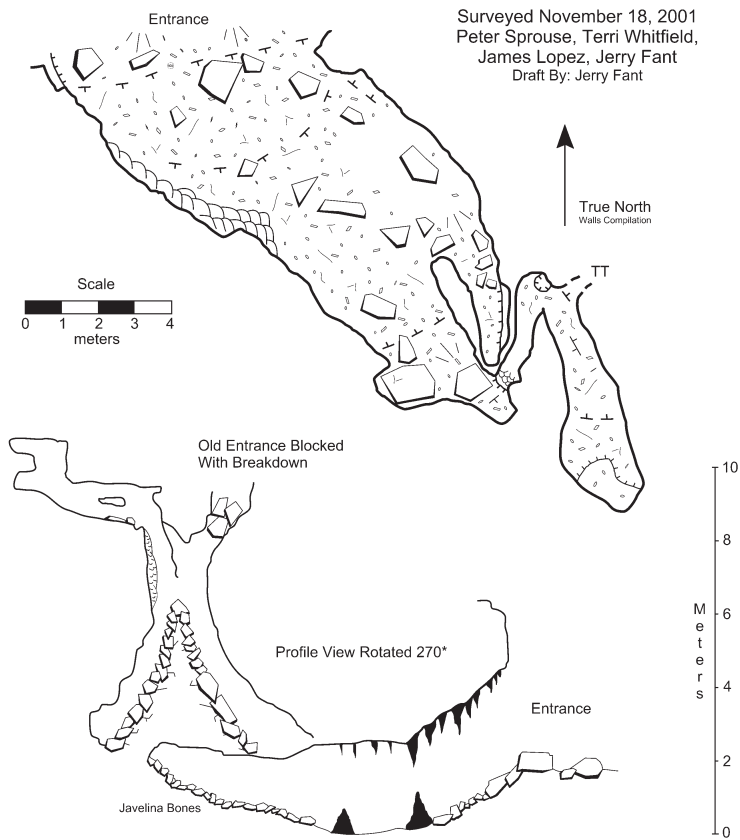 Entrance
Surveyed November 18, 2001
Peter Sprouse, Terri Whitfield,
James Lopez, Jerry Fant
Draft By: Jerry Fant
True North
Walls Compilation
TT
Scale
0 1 2 3 4
meters
Old Entrance Blocked
With Breakdown
Profile View Rotated 270*
Entrance
Javelina Bones
10
8
6
4
2
0
Meters